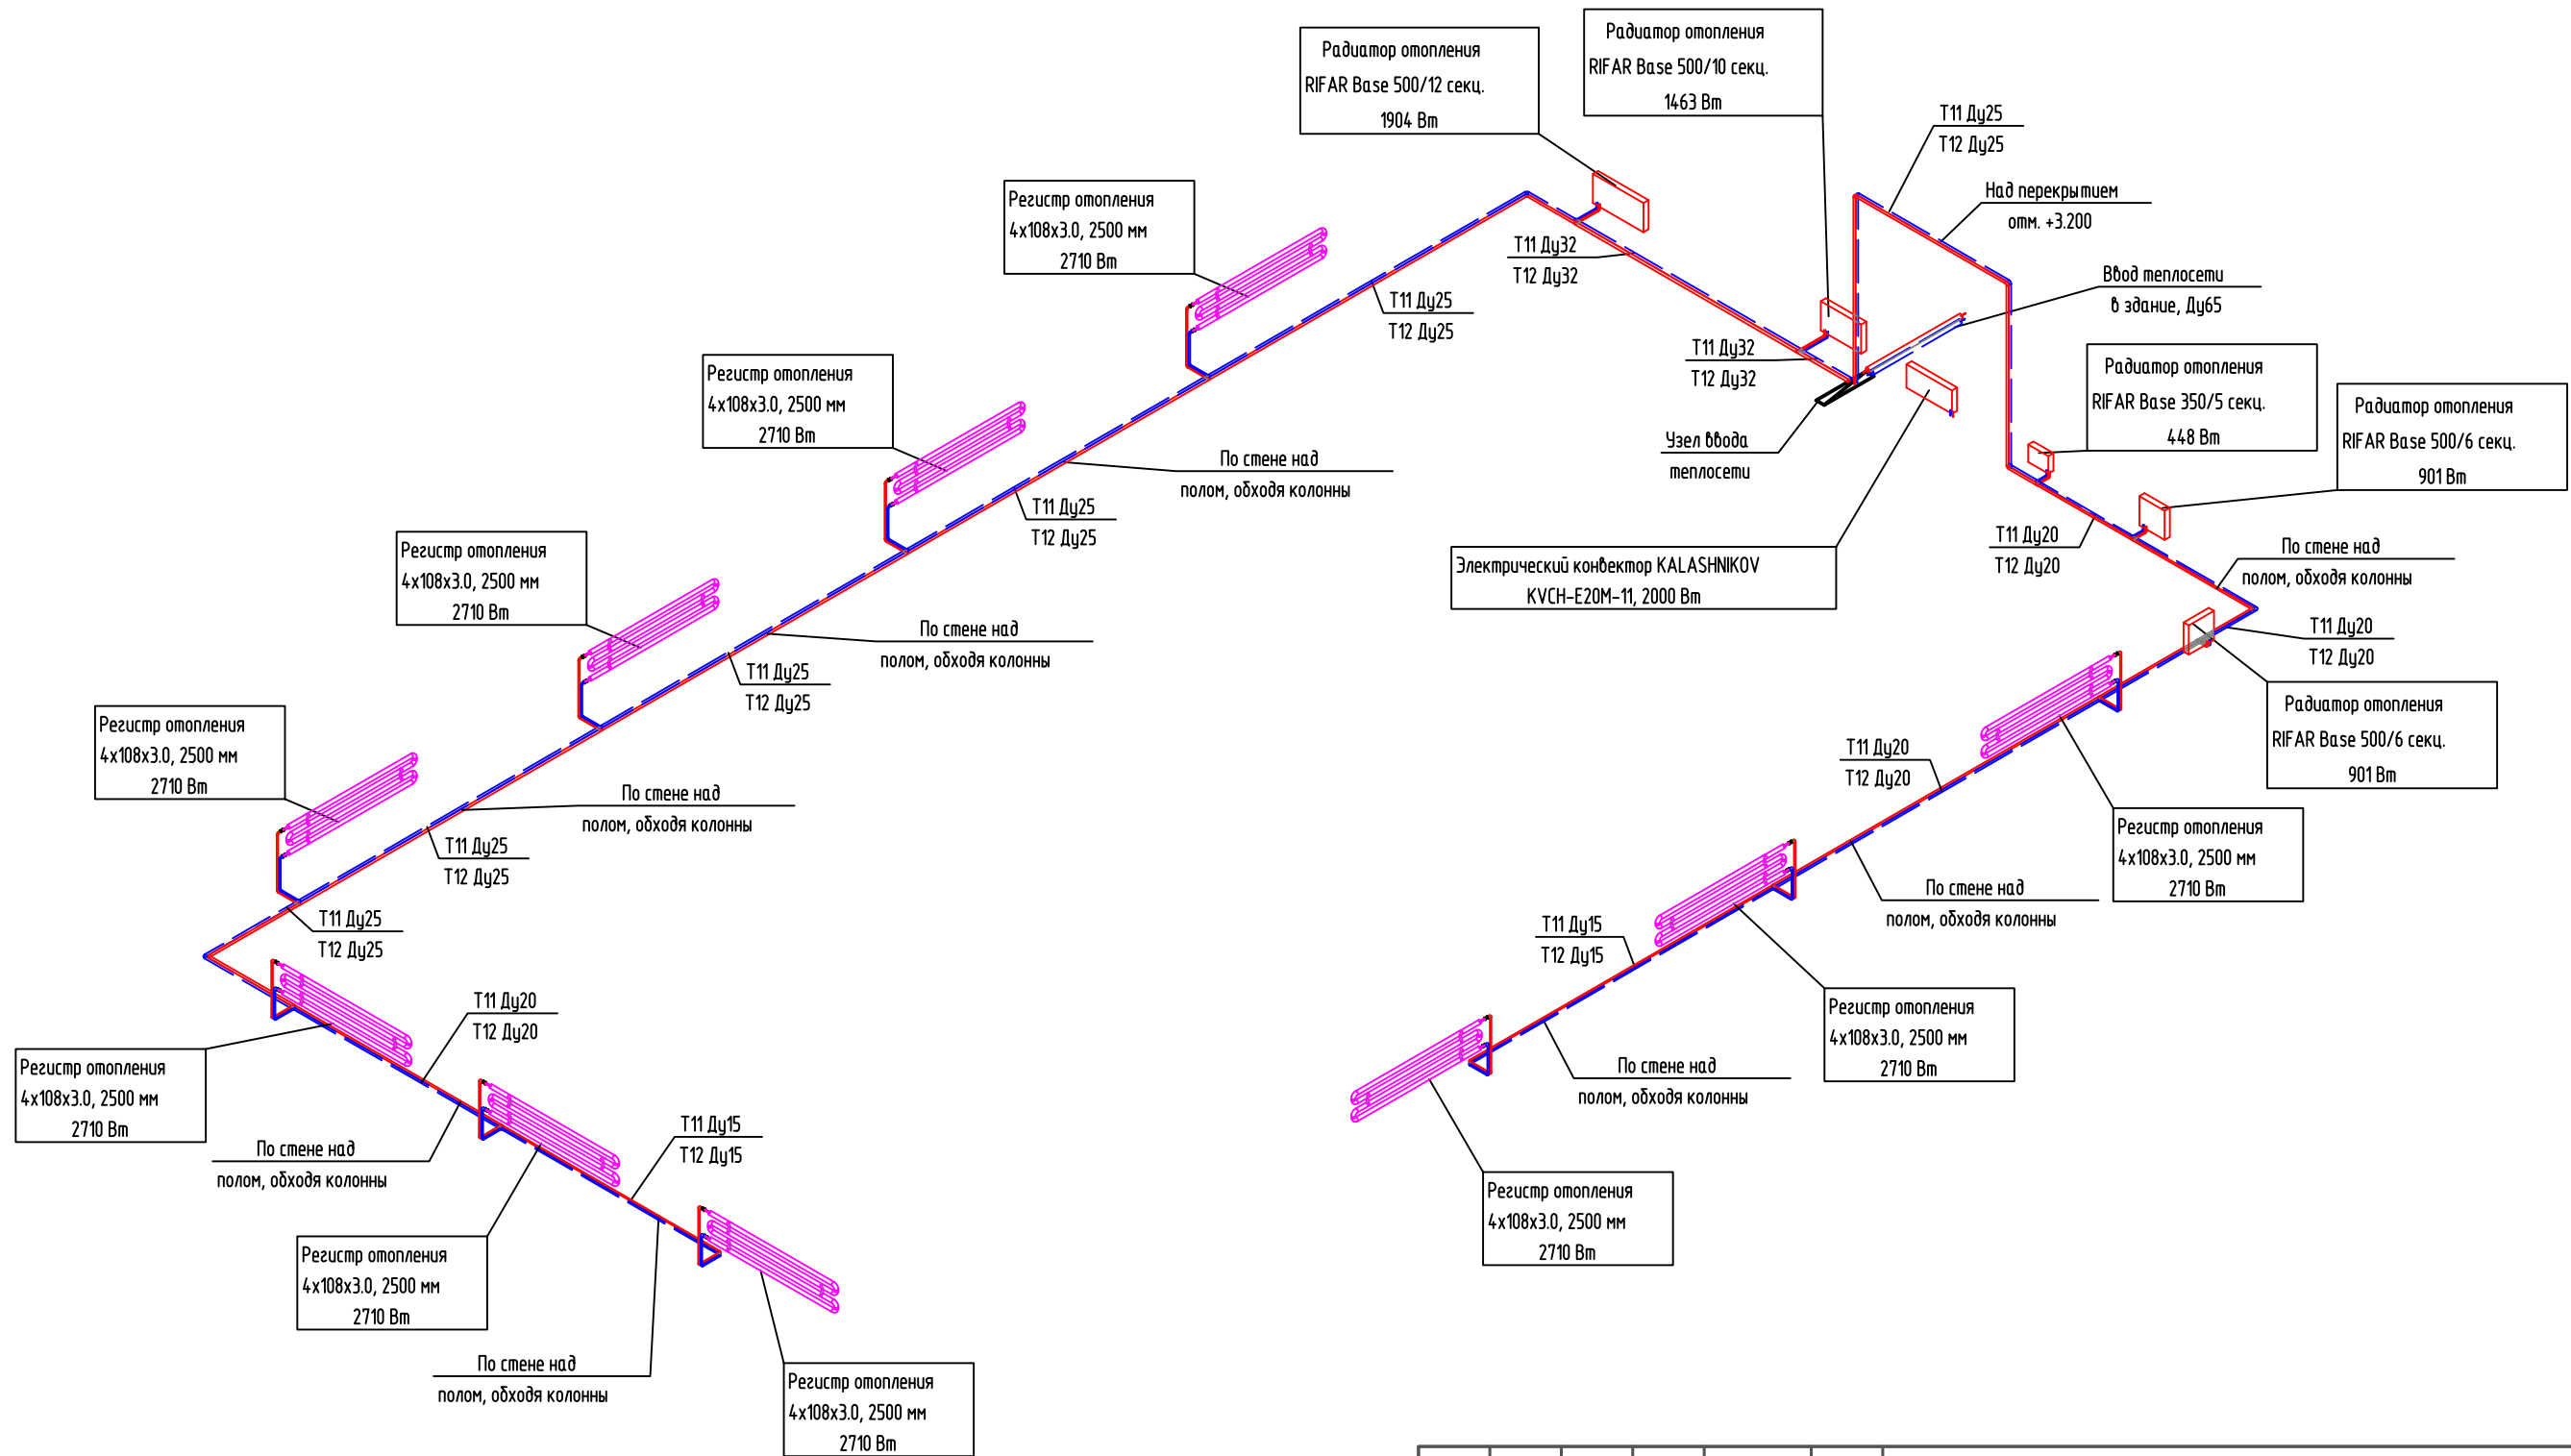 Радиатор отопления
RIFAR Base 500/12 секц.
1904 Вт
Радиатор отопления
RIFAR Base 500/10 секц.
1463 Вт
Т11 Ду25
Т12 Ду25
Над перекрытием
отм. +3.200
Ввод теплосети
в здание, Ду65
Регистр отопления
4х108х3.0, 2500 мм
2710 Вт
Т11 Ду32
Т12 Ду32
Т11 Ду25
Т12 Ду25
Т11 Ду32
Т12 Ду32
Радиатор отопления
RIFAR Base 350/5 секц.
448 Вт
Радиатор отопления
RIFAR Base 500/6 секц.
901 Вт
Регистр отопления
4х108х3.0, 2500 мм
2710 Вт
Узел ввода
теплосети
По стене над
полом, обходя колонны
Т11 Ду25
Т12 Ду25
Т11 Ду20
Т12 Ду20
По стене над
полом, обходя колонны
Электрический конвектор KALASHNIKOV
KVCH-E20M-11, 2000 Вт
Регистр отопления
4х108х3.0, 2500 мм
2710 Вт
По стене над
полом, обходя колонны
Т11 Ду25
Т12 Ду25
Т11 Ду20
Т12 Ду20
Радиатор отопления
RIFAR Base 500/6 секц.
901 Вт
Регистр отопления
4х108х3.0, 2500 мм
2710 Вт
По стене над
полом, обходя колонны
Т11 Ду25
Т12 Ду25
Т11 Ду20
Т12 Ду20
Регистр отопления
4х108х3.0, 2500 мм
2710 Вт
По стене над
полом, обходя колонны
Т11 Ду25
Т12 Ду25
Т11 Ду15
Т12 Ду15
Регистр отопления
4х108х3.0, 2500 мм
2710 Вт
Т11 Ду20
Т12 Ду20
Регистр отопления
4х108х3.0, 2500 мм
2710 Вт
По стене над
полом, обходя колонны
По стене над
полом, обходя колонны
Т11 Ду15
Т12 Ду15
Регистр отопления
4х108х3.0, 2500 мм
2710 Вт
Регистр отопления
4х108х3.0, 2500 мм
2710 Вт
По стене над
полом, обходя колонны
Регистр отопления
4х108х3.0, 2500 мм
2710 Вт